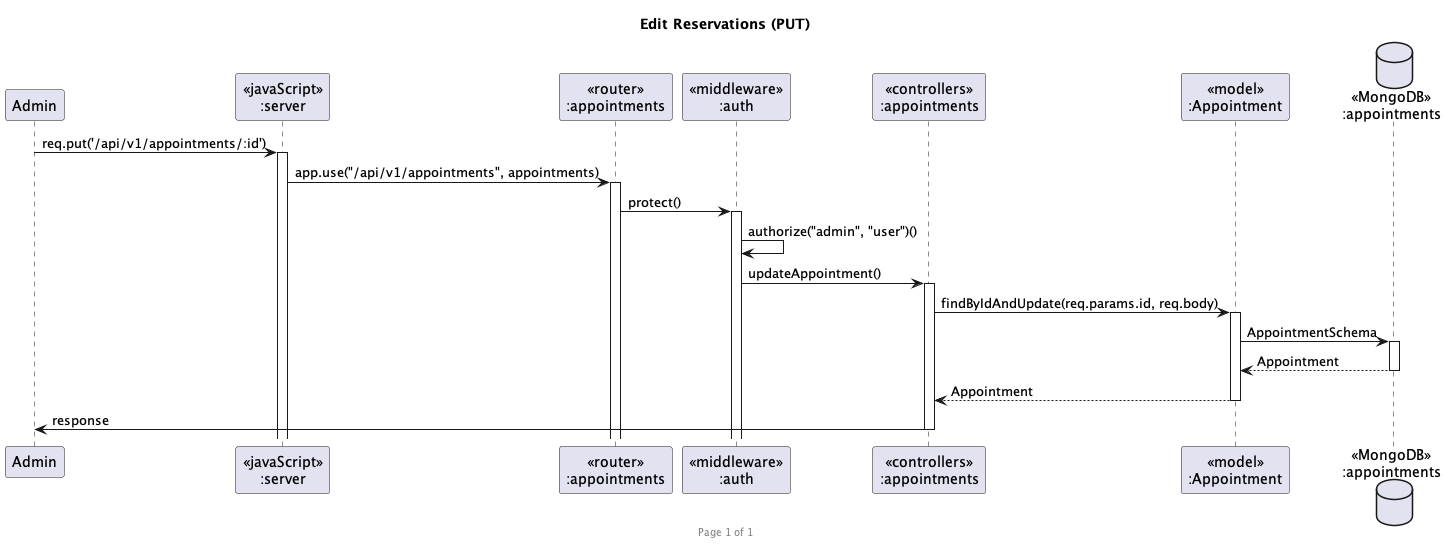 Edit Reservations (PUT)
Admin
«javaScript»
:server
«router»
:appointments
«middleware»
:auth
«controllers»
:appointments
«model»
:Appointment
«MongoDB»
:appointments
req.put('/api/v1/appointments/:id')
app.use("/api/v1/appointments", appointments)
protect()
authorize("admin", "user")()
updateAppointment()
findByIdAndUpdate(req.params.id, req.body)
AppointmentSchema
Appointment
Appointment
response
Admin
«javaScript»
:server
«router»
:appointments
«middleware»
:auth
«controllers»
:appointments
«model»
:Appointment
«MongoDB»
:appointments
Page 1 of 1